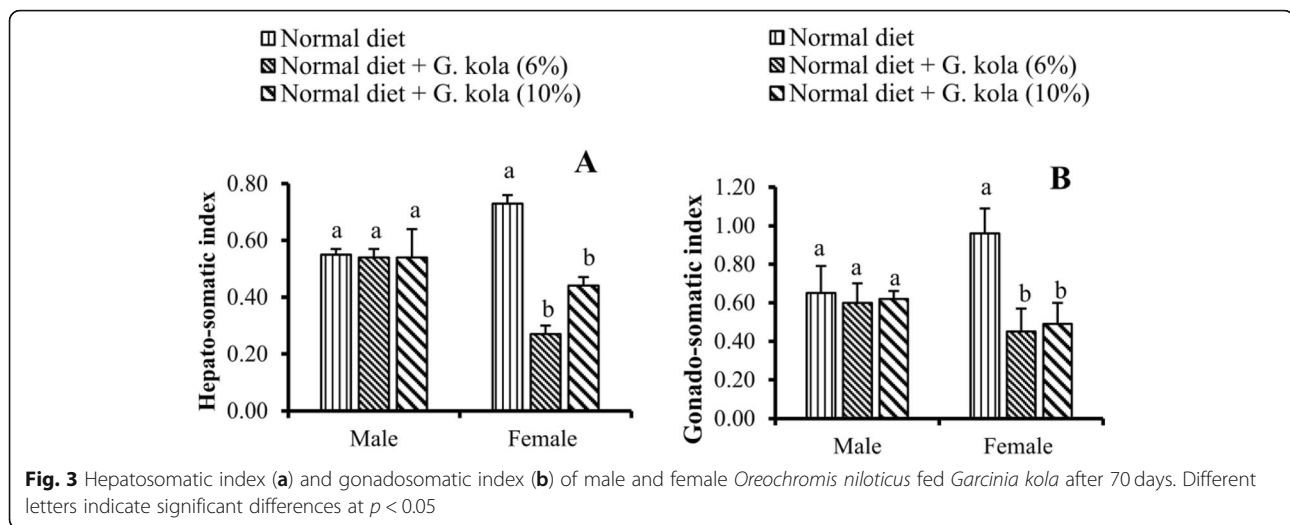 Normal diet
Normal diet + G. kola (6%)
Normal diet + G. kola (10%)
Normal diet
Normal diet + G. kola (6%)
Normal diet + G. kola (10%)
A
Hepato-somatic index
0.80
0.60
0.40
0.20
0.00
a
a
a
a
b
b
Male
Female
B
Gonado-somatic index
1.20
1.00
0.80
0.60
0.40
0.20
0.00
a
a
a
a
b
b
Male
Female
Fig. 3 Hepatosomatic index (a) and gonadosomatic index (b) of male and female Oreochromis niloticus fed Garcinia kola after 70 days. Different
letters indicate significant differences at p < 0.05